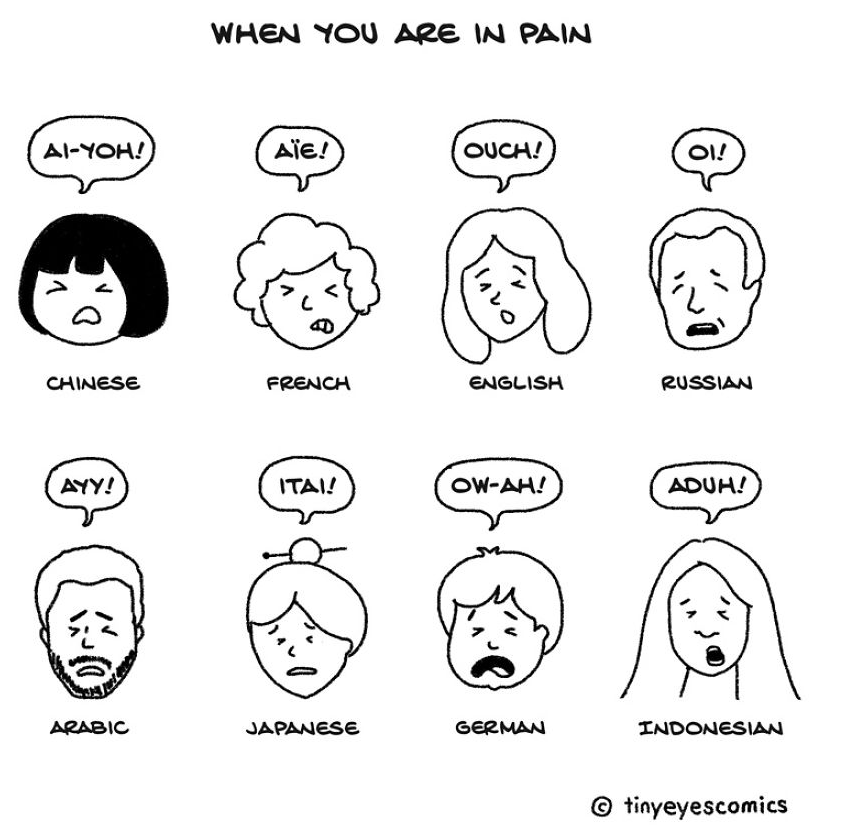 WHEN YOU ARE IN PAIN
AI-YOH! AÏE! OUCH! OI!
CHINESE FRENCH ENGLISH RUSSIAN
AYY! ITAI! OW-AH! ADUH!
ARABIC JAPANESE GERMAN INDONESIAN
© tinyeyescomics